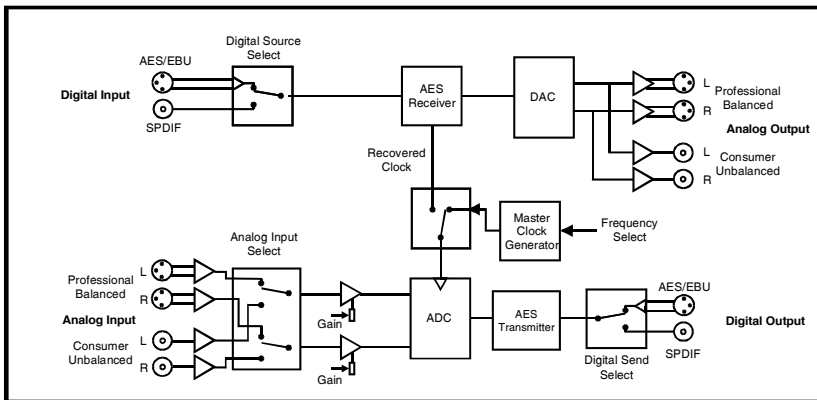 Digital Source
Select
AES/EBU
Digital Input
SPDIF
AES
Receiver
DAC
L
R
Professional
Balanced
Analog Output
L
R
Consumer
Unbalanced
Recovered
Clock
Master
Clock
Generator
Frequency
Select
Analog Input
Select
Professional
Balanced
L
R
Analog Input
Consumer
Unbalanced
L
R
Gain
Gain
ADC
AES
Transmitter
AES/EBU
Digital Output
SPDIF
Digital Send
Select